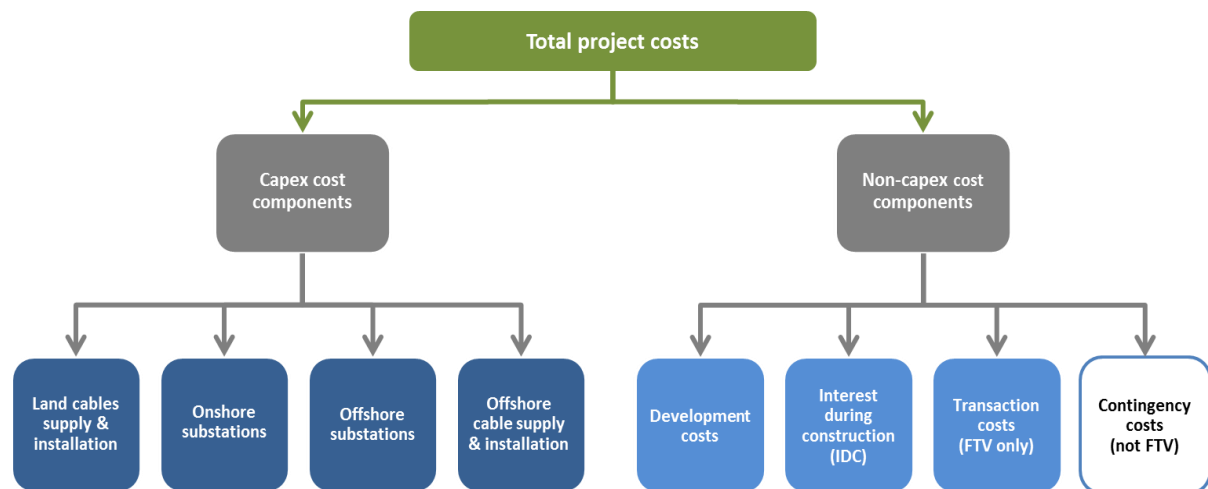 Total project costs
Capex cost
components
Non-capex cost
components
Land cables
supply &
installation
Onshore
substations
Offshore
substations
Offshore
cable supply
& installation
Development
costs
Interest
during
construction
(IDC)
Transaction
costs
(FTV only)
Contingency
costs
(not FTV)